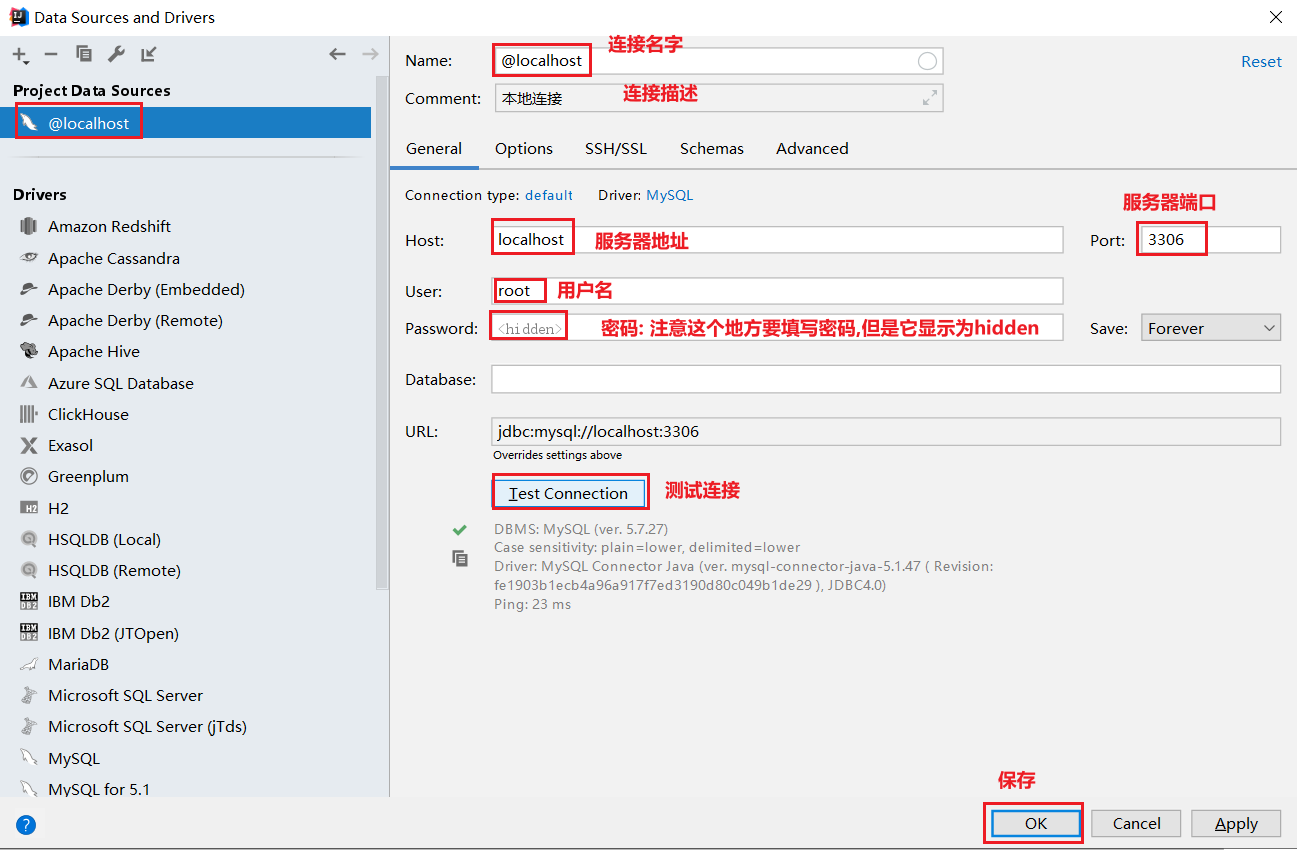 Data Sources and Drivers
Project Data Sources
@localhost
Drivers
Amazon Redshift
Apache Cassandra
Apache Derby (Embedded)
Apache Derby (Remote)
Apache Hive
Azure SQL Database
ClickHouse
Exasol
Greenplum
H2
H2
HSQLDB (Local)
HSQLDB (Remote)
IBM DB2
IBM Db2
IBM DB2
IBM Db2 (JTOpen)
MariaDB
Microsoft SQL Server
Microsoft SQL Server (jTds)
MySQL
MySQL for 5.1
?
连接名字
Name: @localhost
Reset
Comment: 本地连接 连接描述
General Options SSH/SSL Schemas Advanced
Connection type: default Driver: MySQL
服务器端口
Host: localhost 服务器地址 Port: 3306
User: root 用户名
Password: <hidden> 密码: 注意这个地方要填写密码,但是它显示为hidden Save: Forever
Database:
URL: jdbc:mysql://localhost:3306
Overrides settings above
Test Connection 测试连接
DBMS: MySQL (ver. 5.7.27)
Case sensitivity: plain=lower, delimited=lower
Driver: MySQL Connector Java (ver. mysql-connector-java-5.1.47 ( Revision:
fe1903b1ecb4a96a917f7ed3190d80c049b1de29 ), JDBC4.0)
Ping: 23 ms
保存
OK Cancel Apply